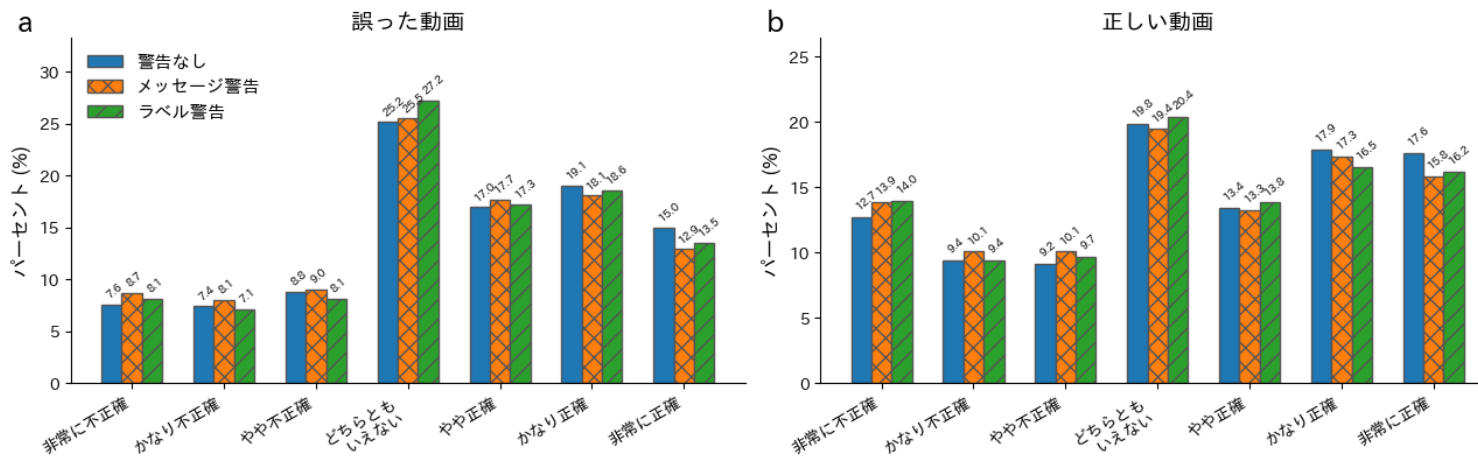 a
誤った動画
警告なし
メッセージ警告
ラベル警告
パーセント (%)
30
25
20
15
10
5
0
7.6
8.7
8.1
7.4
8.1
7.1
8.8
9.0
8.1
25.2
25.5
27.2
17.0
17.7
17.3
19.1
18.1
18.6
15.0
12.9
13.5
非常に不正確
かなり不正確
やや不正確
どちらとも
いえない
やや正確
かなり正確
非常に正確
b
正しい動画
パーセント (%)
25
20
15
10
5
0
12.7
13.9
14.0
9.4
10.1
9.4
9.2
10.1
9.7
19.8
19.4
20.4
13.4
13.3
13.8
17.9
17.3
16.5
17.6
15.8
16.2
非常に不正確
かなり不正確
やや不正確
どちらとも
いえない
やや正確
かなり正確
非常に正確